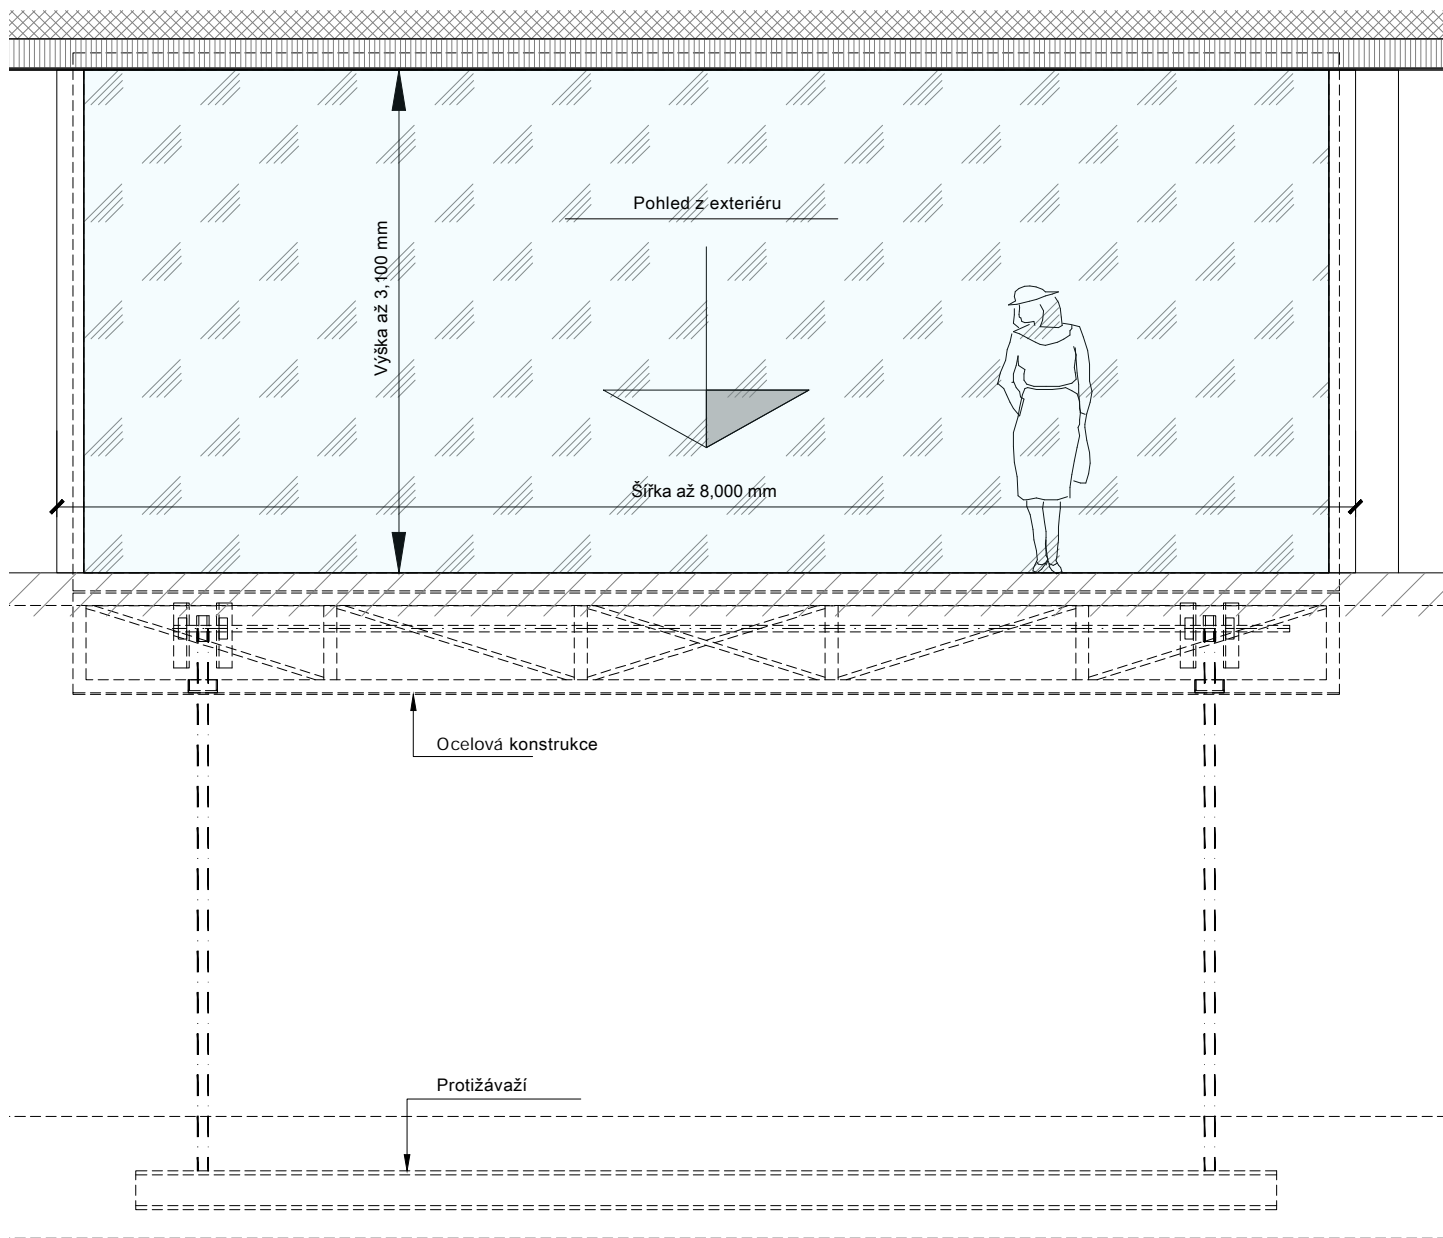 Pohled z exteriéru
Výška až 3,100 mm
Šířka až 8,000 mm
Ocelová konstrukce
Protižávaží